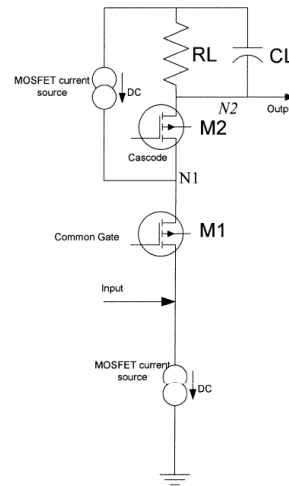 RL
CL
MOSFET current
source
DC
N2
Outp
M2
Cascode
N1
M1
Common Gate
Input
MOSFET current
source
DC